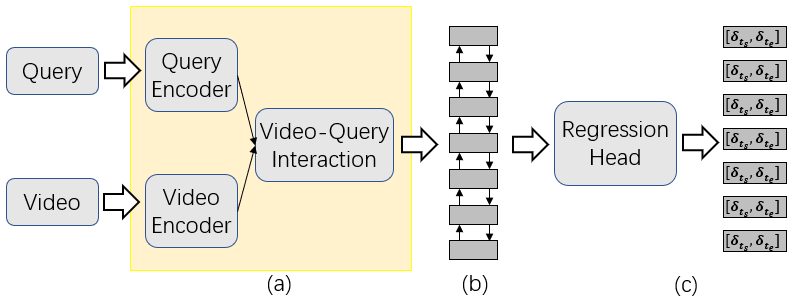 Query
Query
Encoder
Video-Query
Interaction
Video
Video
Encoder
Regression
Head
[δₜₛ, δₜₑ]
[δₜₛ, δₜₑ]
[δₜₛ, δₜₑ]
[δₜₛ, δₜₑ]
[δₜₛ, δₜₑ]
[δₜₛ, δₜₑ]
[δₜₛ, δₜₑ]
(a)
(b)
(c)